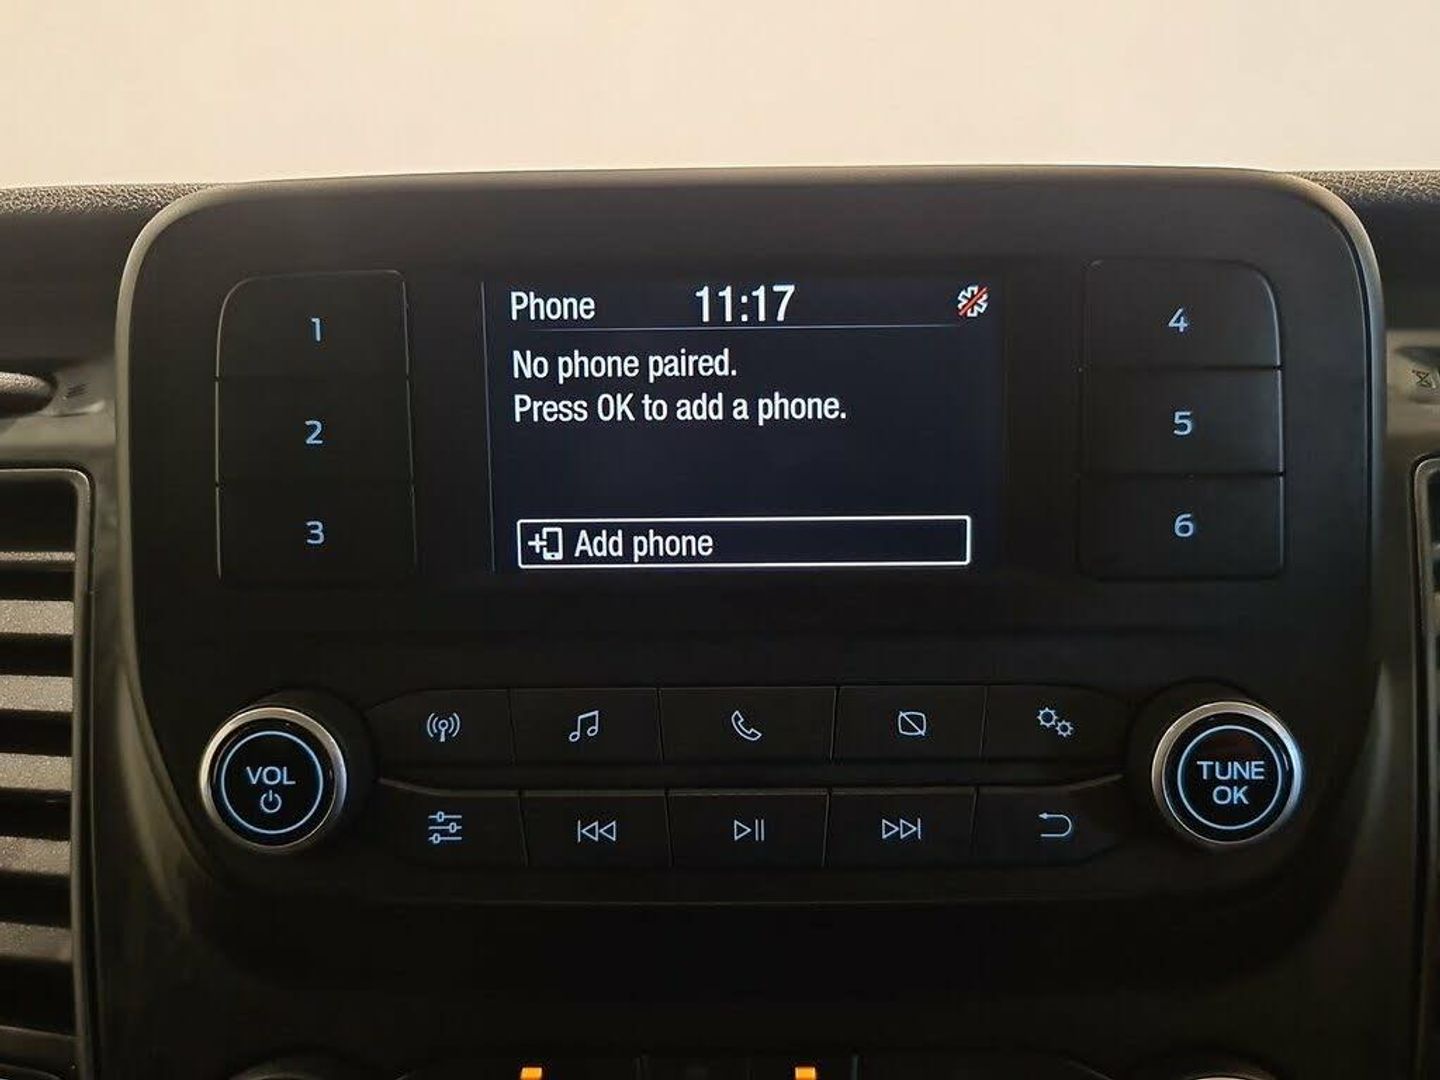 Phone 11:17
No phone paired.
Press OK to add a phone.
Add phone
1
2
3
4
5
6
VOL
TUNE
OK